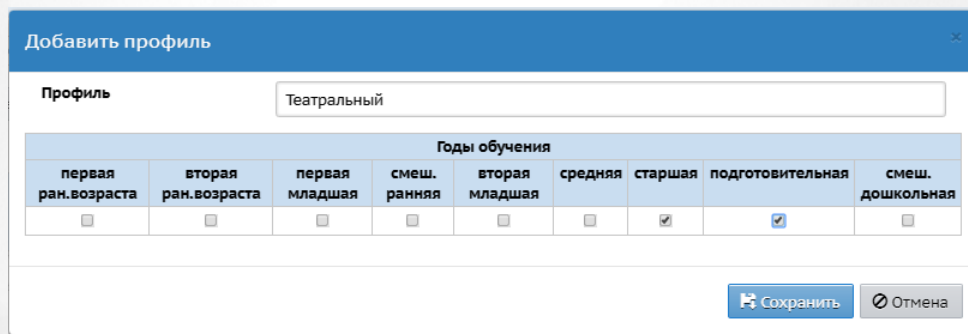 Добавить профиль
×
Профиль
Театральный
Годы обучения
первая ран.возраста
вторая ран.возраста
первая младшая
смеш. ранняя
вторая младшая
средняя
старшая
подготовительная
смеш. дошкольная
Сохранить
Отмена